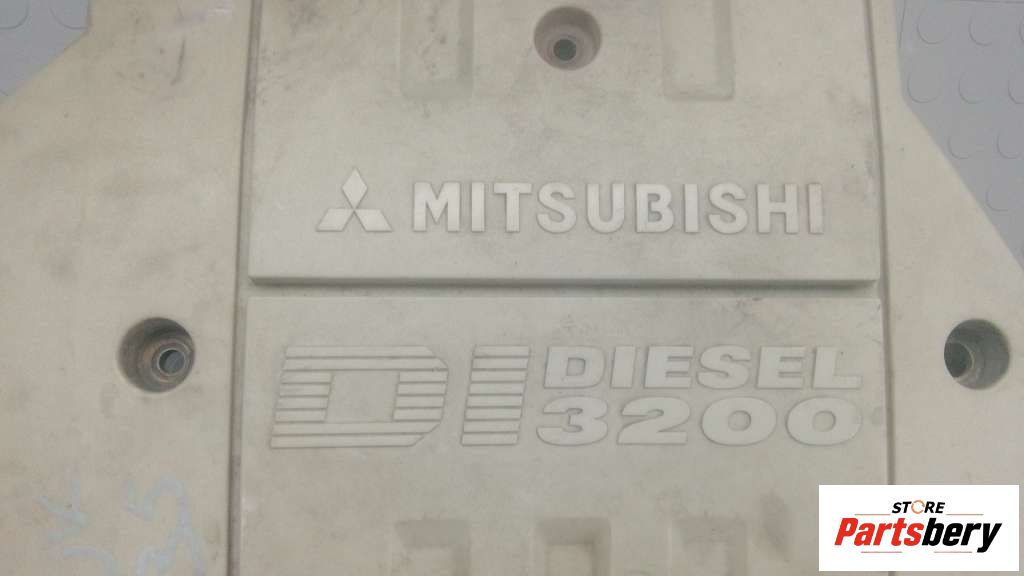 MITSUBISHI
DI DIESEL
3200
STORE
Partsbery